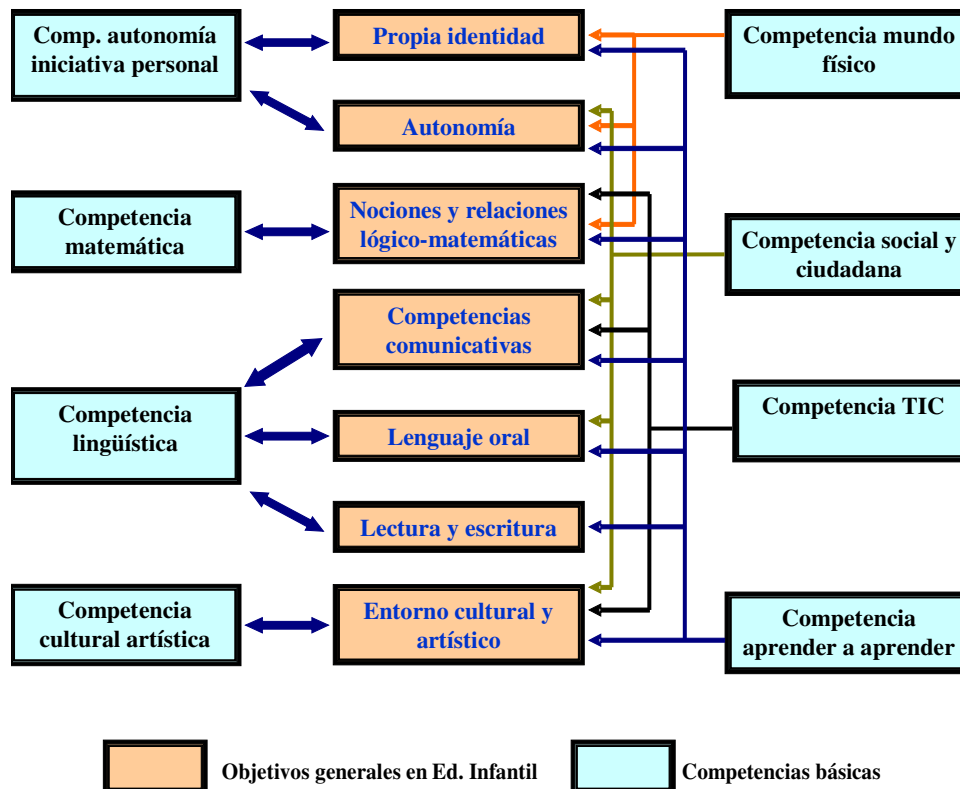 Comp. autonomía
iniciativa personal
Propia identidad
Competencia mundo
físico
Autonomía
Competencia
matemática
Nociones y relaciones
lógico-matemáticas
Competencia social y
ciudadana
Competencias
comunicativas
Competencia
lingüística
Lenguaje oral
Competencia TIC
Lectura y escritura
Competencia
cultural artística
Entorno cultural y
artístico
Competencia
aprender a aprender
Objetivos generales en Ed. Infantil
Competencias básicas